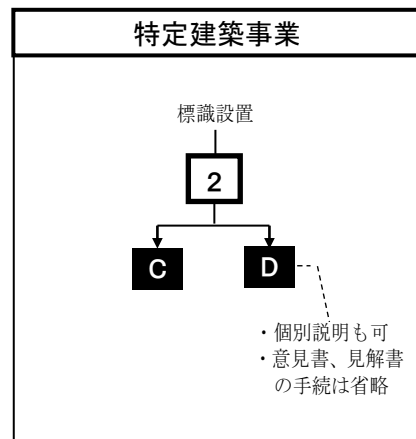 特定建築事業
標識設置
2
C
D
・個別説明も可
・意見書、見解書
の手続は省略